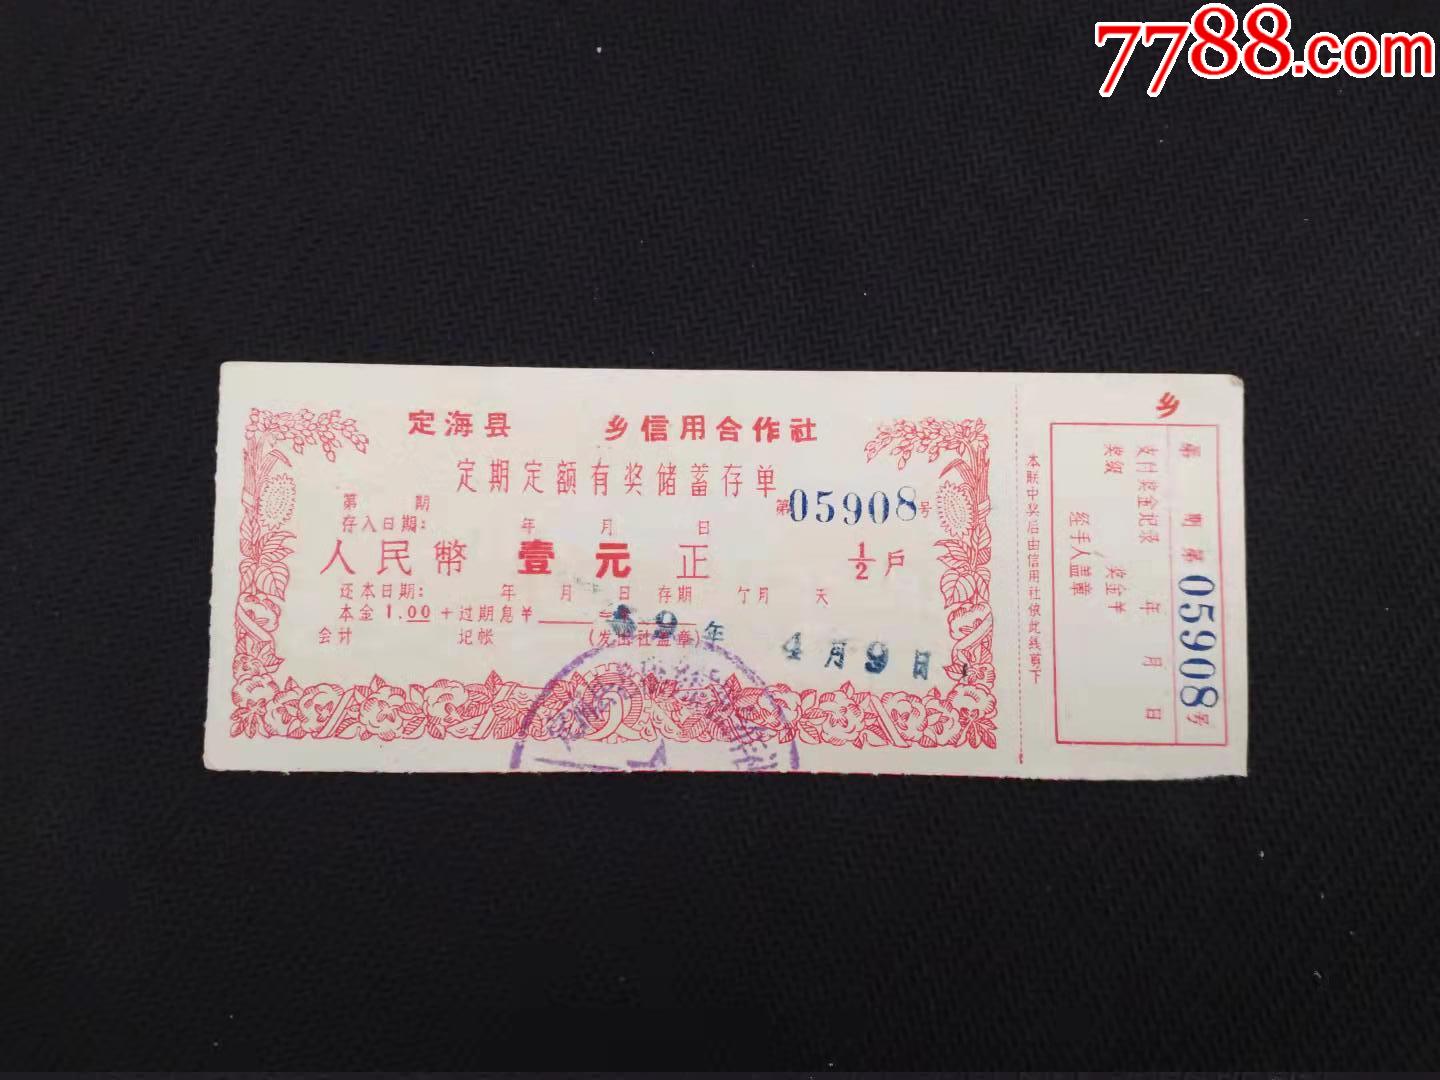 7788.com
定海县 乡信用合作社
定期定额有奖储蓄存单
第 期
第05908号
存入日期: 年 月 日
人民幣 壹元正 1/2户
还本日期: 年 月 日 存期 个月 天
本金1.00+过期息¥
会计 记帐 (发出社盖章)
59年 4月9日
本联中奖后由信用社依此线剪下
乡
第 期 第05908号
支付奖金记录 年 月 日
奖级 奖金¥
经手人盖章